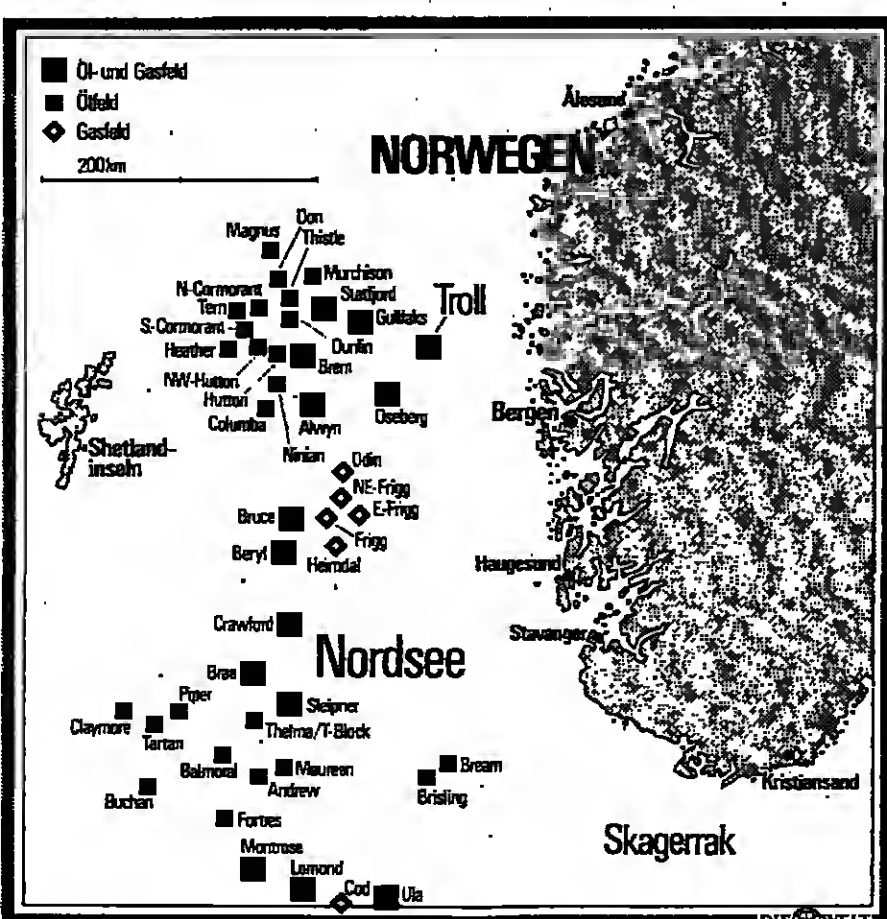 Öl- und Gasfeld
Ölfeld
Gasfeld
200km
NORWEGEN
Ålesund
Don
Magnus
Thistle
Murchison
N-Cormorant
Statfjord
Troll
Tern
Gullfaks
S.-Cormorant
Dunlin
Heather
Brent
NW-Hutton
Hutton
Oseberg
Bergen
Columba
Alwyn
Shetland-
inseln
Ninian
Odin
NE-Frigg
E-Frigg
Bruce
Frigg
Beryl
Heimdal
Haugesund
Crawford
Stavanger
Nordsee
Brae
Piper
Sleipner
Claymore
Thelma/T-Block
Tartan
Balmoral
Maureen
Bream
Andrew
Brisling
Kristiansand
Buchan
Forties
Skagerrak
Montrose
Lomond
Cod
Ula